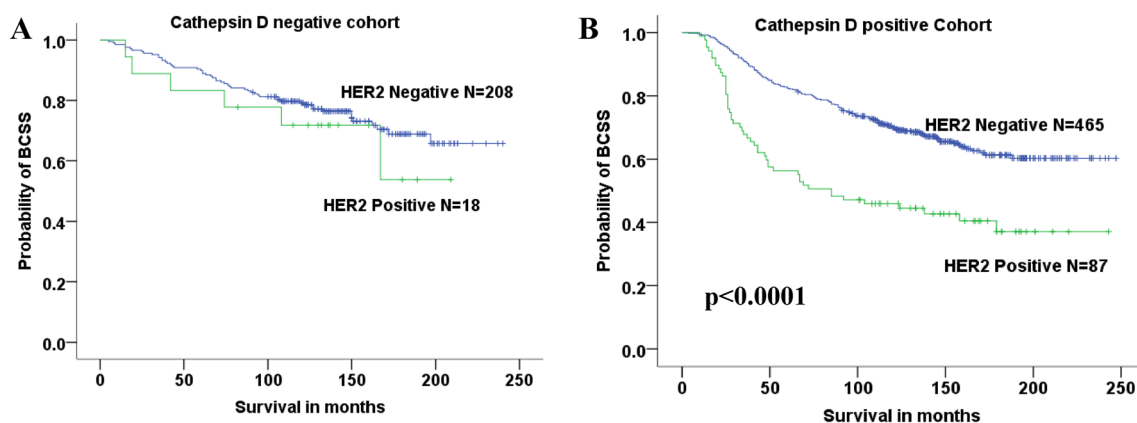 A
Cathepsin D negative cohort
1.0
0.8
0.6
0.4
0.2
0.0
Probability of BCSS
HER2 Negative N=208
HER2 Positive N=18
0 50 100 150 200 250
Survival in months
B
Cathepsin D positive Cohort
1.0
0.8
0.6
0.4
0.2
0.0
Probability of BCSS
HER2 Negative N=465
HER2 Positive N=87
p<0.0001
0 50 100 150 200 250
Survival in months